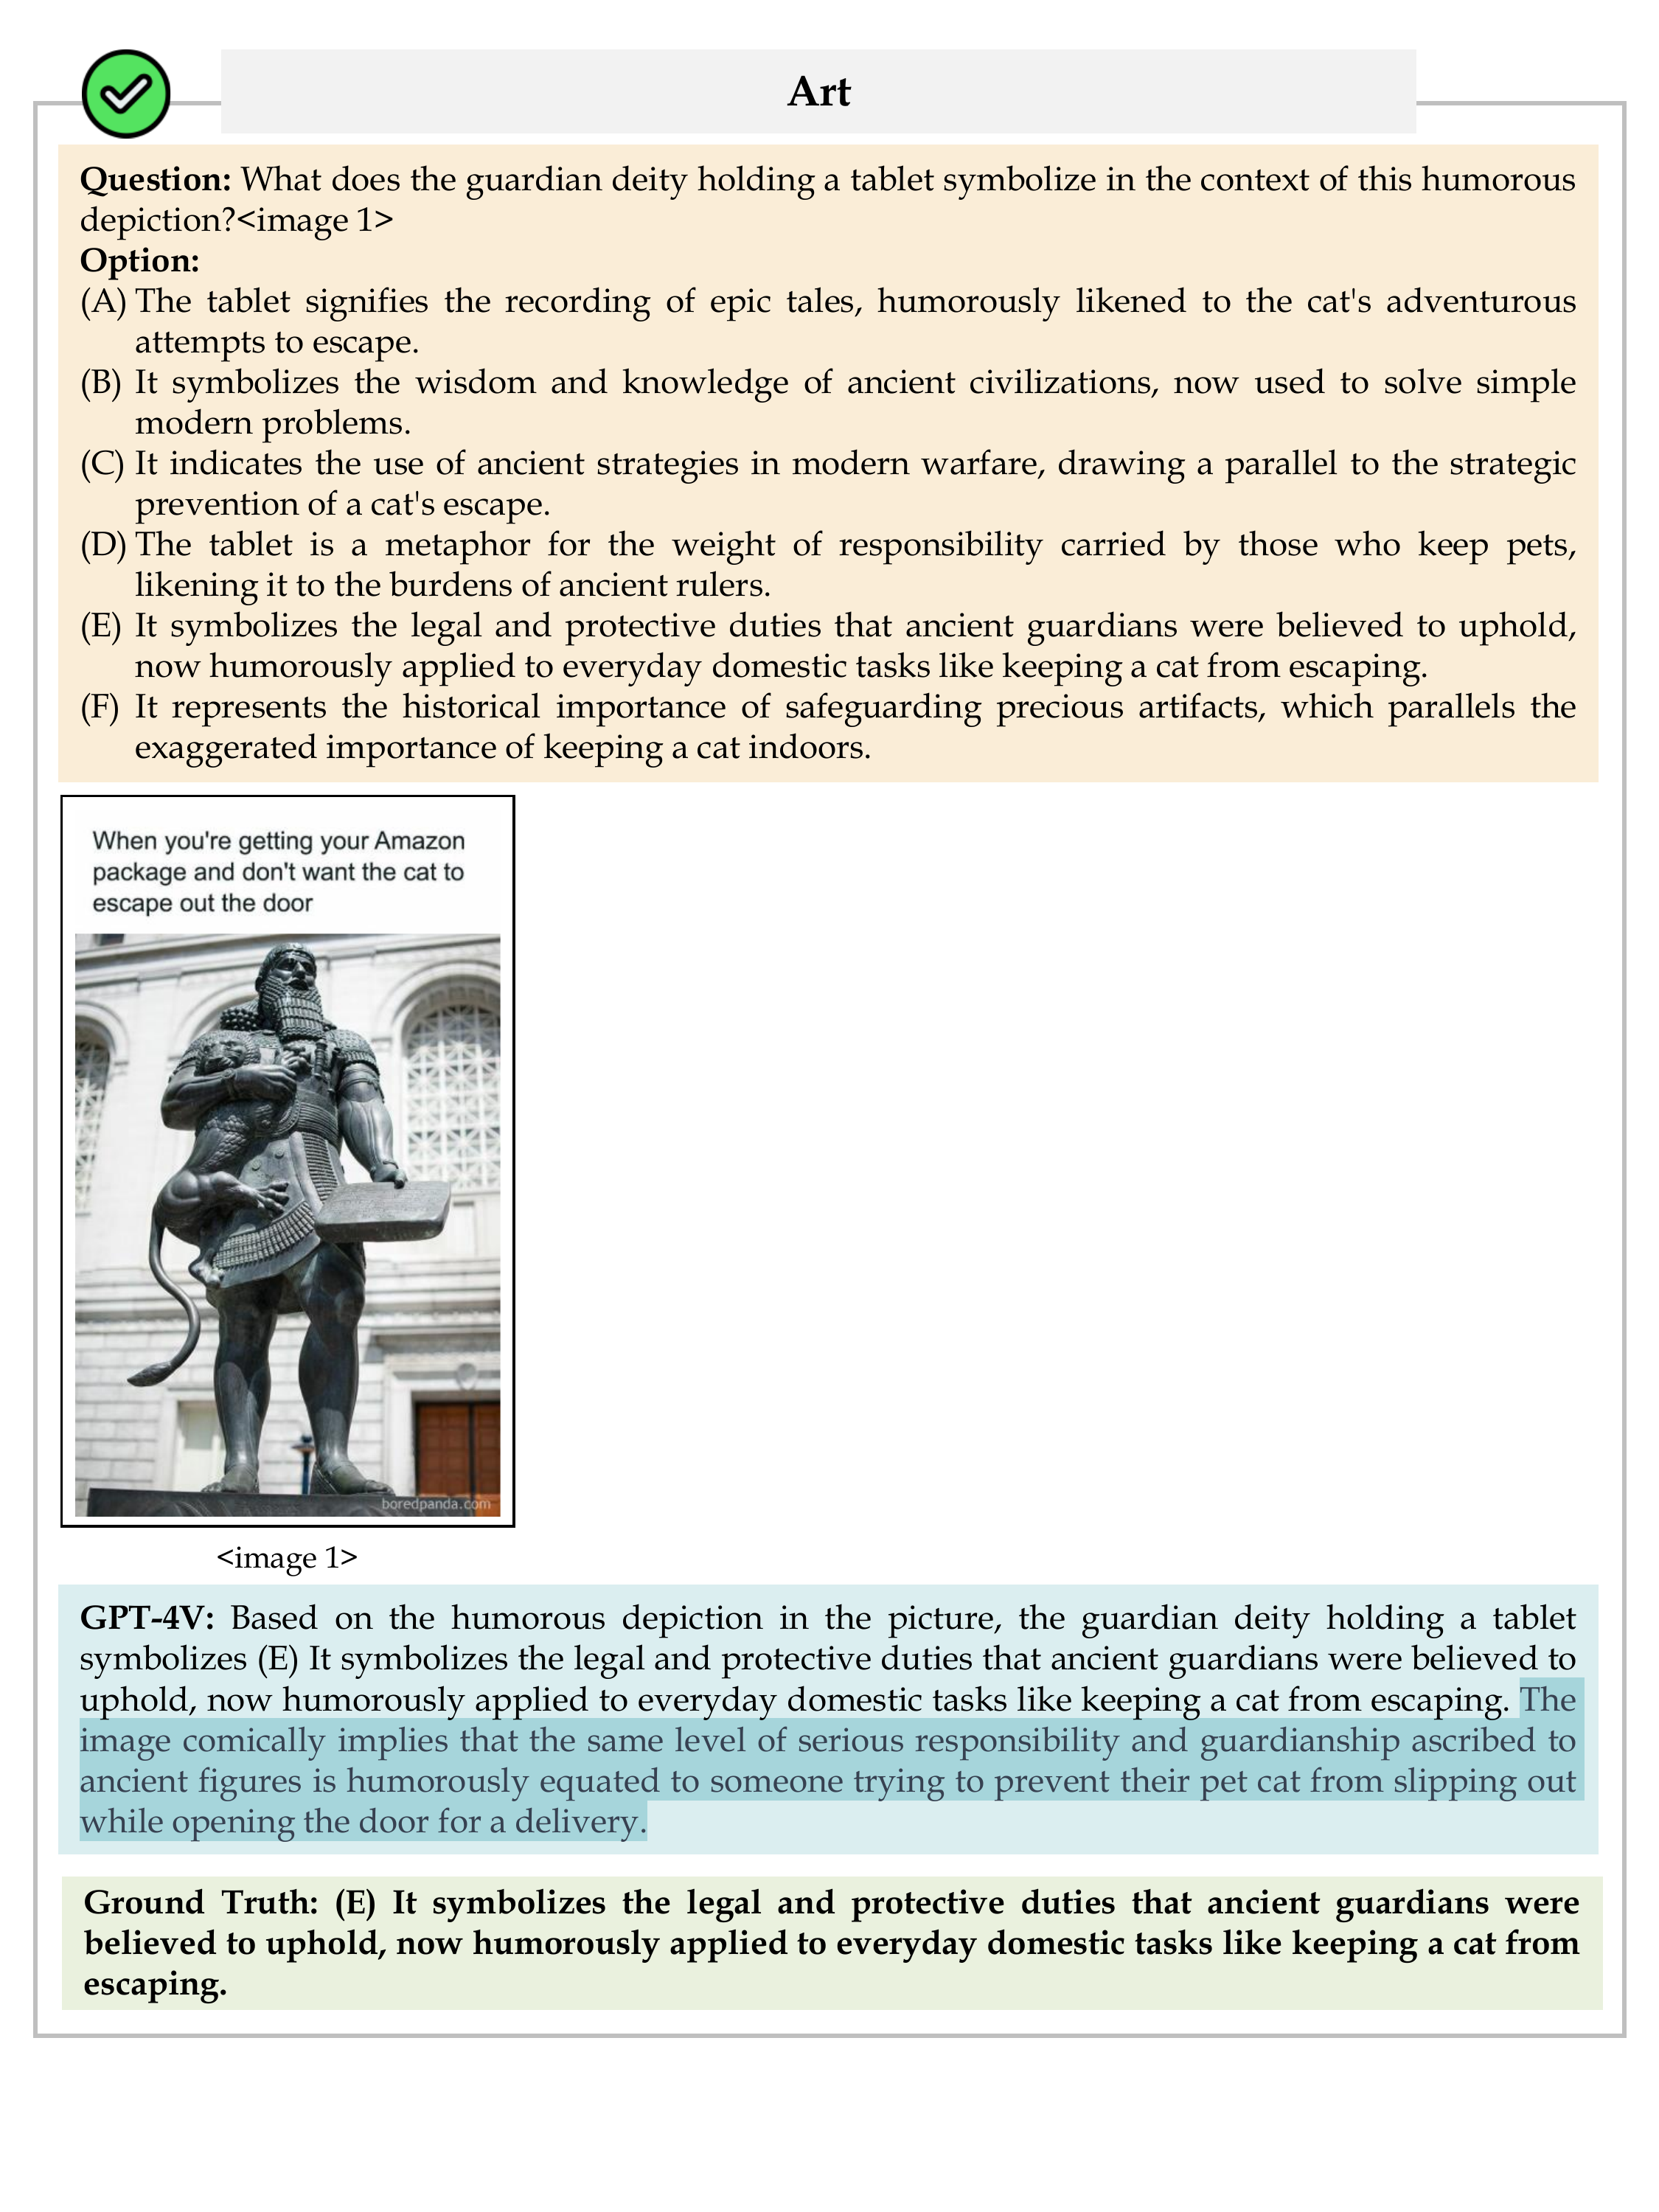 Art
Question: What does the guardian deity holding a tablet symbolize in the context of this humorous
depiction?<image 1>
Option:
(A) The tablet signifies the recording of epic tales, humorously likened to the cat's adventurous
attempts to escape.
(B) It symbolizes the wisdom and knowledge of ancient civilizations, now used to solve simple
modern problems.
(C) It indicates the use of ancient strategies in modern warfare, drawing a parallel to the strategic
prevention of a cat's escape.
(D) The tablet is a metaphor for the weight of responsibility carried by those who keep pets,
likening it to the burdens of ancient rulers.
(E) It symbolizes the legal and protective duties that ancient guardians were believed to uphold,
now humorously applied to everyday domestic tasks like keeping a cat from escaping.
(F) It represents the historical importance of safeguarding precious artifacts, which parallels the
exaggerated importance of keeping a cat indoors.
When you're getting your Amazon
package and don't want the cat to
escape out the door
boredpanda.com
<image 1>
GPT-4V: Based on the humorous depiction in the picture, the guardian deity holding a tablet
symbolizes (E) It symbolizes the legal and protective duties that ancient guardians were believed to
uphold, now humorously applied to everyday domestic tasks like keeping a cat from escaping. The
image comically implies that the same level of serious responsibility and guardianship ascribed to
ancient figures is humorously equated to someone trying to prevent their pet cat from slipping out
while opening the door for a delivery.
Ground Truth: (E) It symbolizes the legal and protective duties that ancient guardians were
believed to uphold, now humorously applied to everyday domestic tasks like keeping a cat from
escaping.